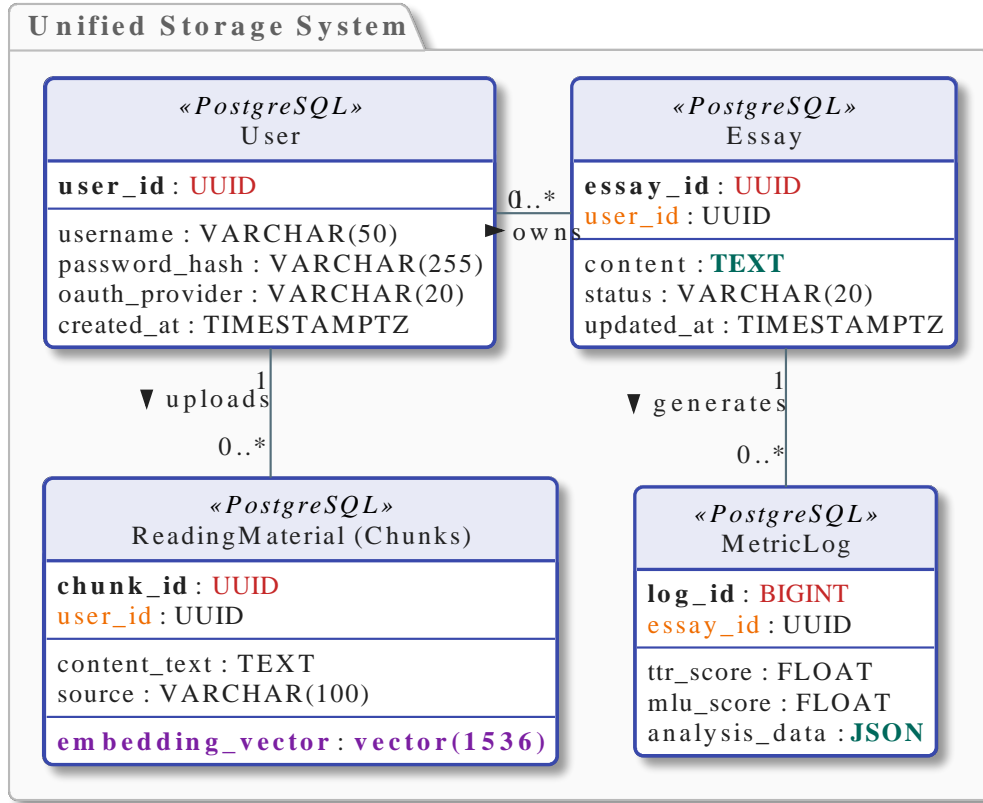 Unified Storage System
«PostgreSQL»
User
user_id : UUID
username : VARCHAR(50)
password_hash : VARCHAR(255)
oauth_provider : VARCHAR(20)
created_at : TIMESTAMPTZ
1
0..*
owns
«PostgreSQL»
Essay
essay_id : UUID
user_id : UUID
content : TEXT
status : VARCHAR(20)
updated_at : TIMESTAMPTZ
1
uploads
0..*
1
generates
0..*
«PostgreSQL»
ReadingMaterial (Chunks)
chunk_id : UUID
user_id : UUID
content_text : TEXT
source : VARCHAR(100)
embedding_vector : vector(1536)
«PostgreSQL»
MetricLog
log_id : BIGINT
essay_id : UUID
ttr_score : FLOAT
mlu_score : FLOAT
analysis_data : JSON